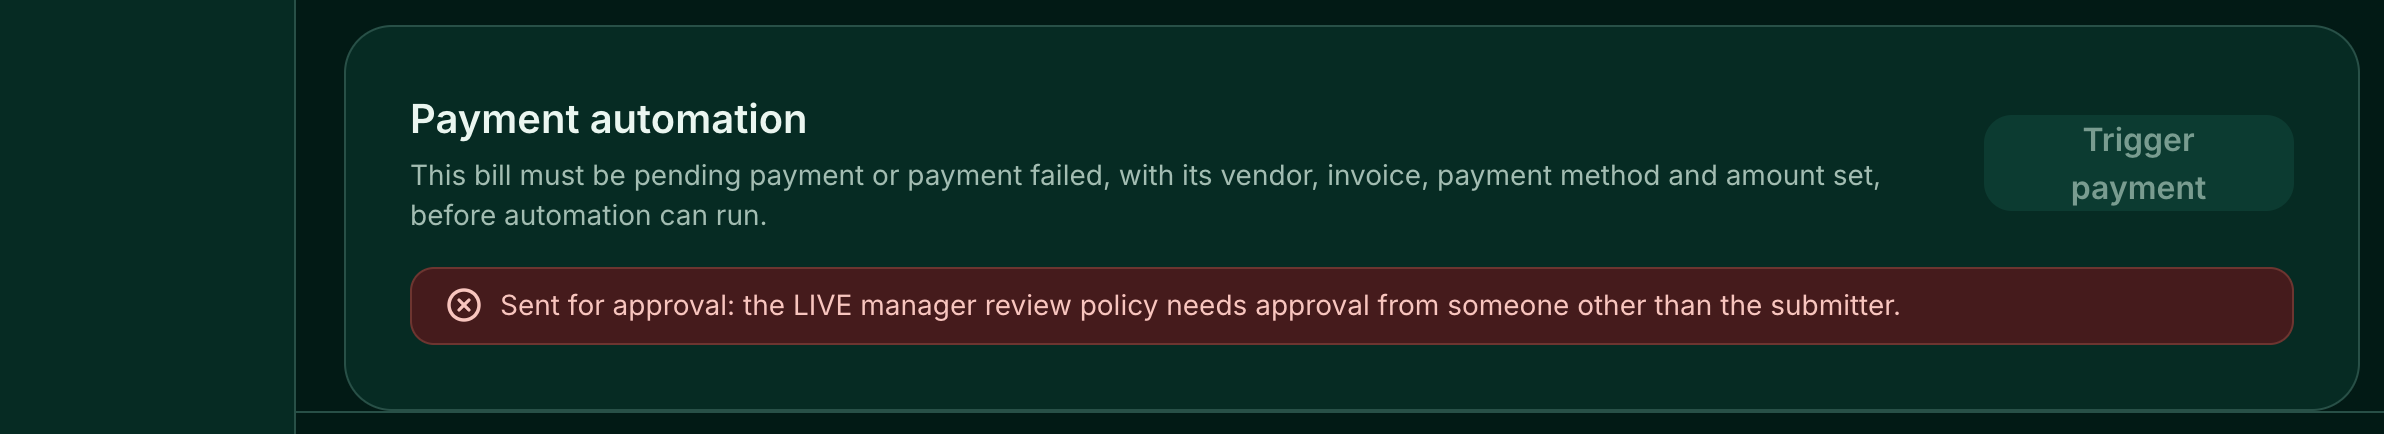 Payment automation
This bill must be pending payment or payment failed, with its vendor, invoice, payment method and amount set,
before automation can run.
Trigger
payment
Sent for approval: the LIVE manager review policy needs approval from someone other than the submitter.